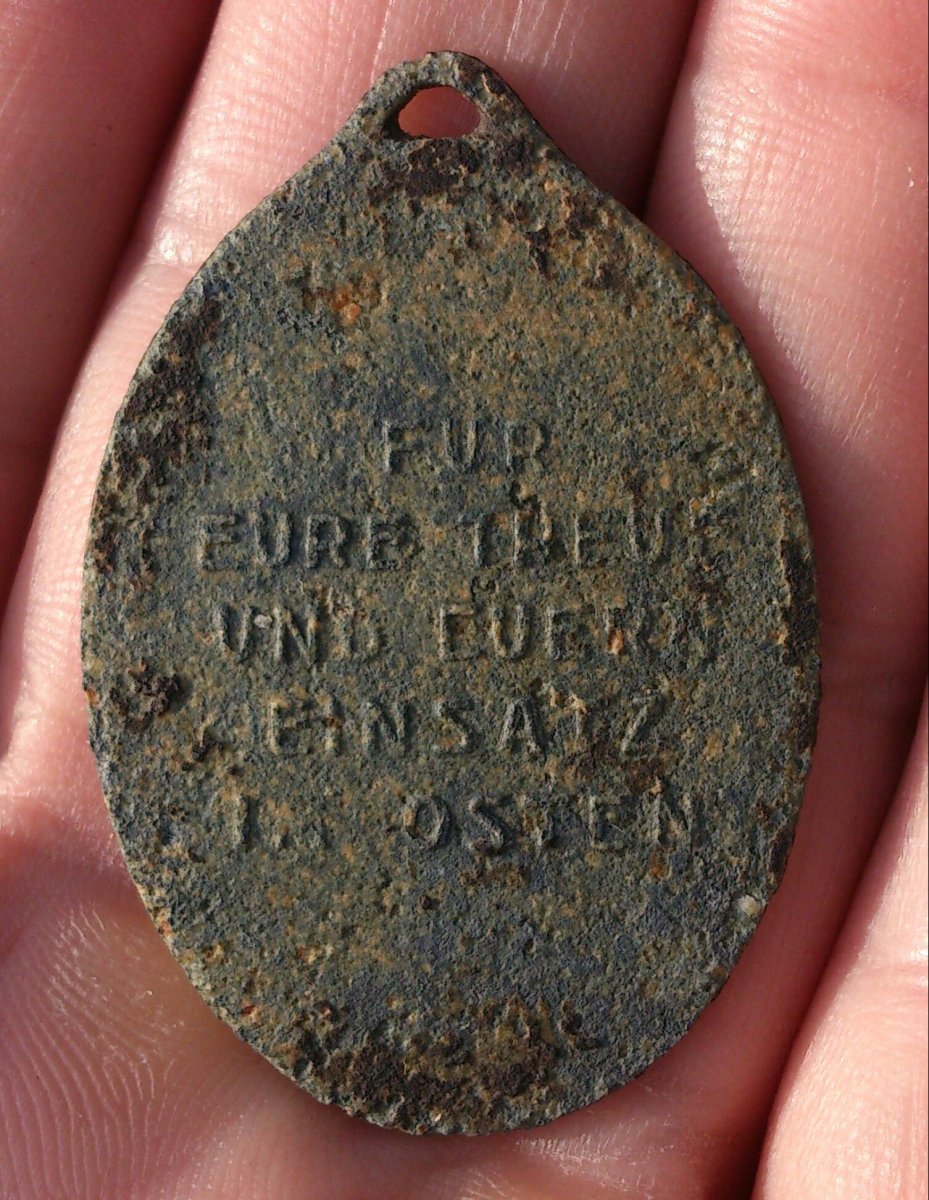 FUR
EURE TREUE
UND EUERN
EINSATZ
IM OSTEN